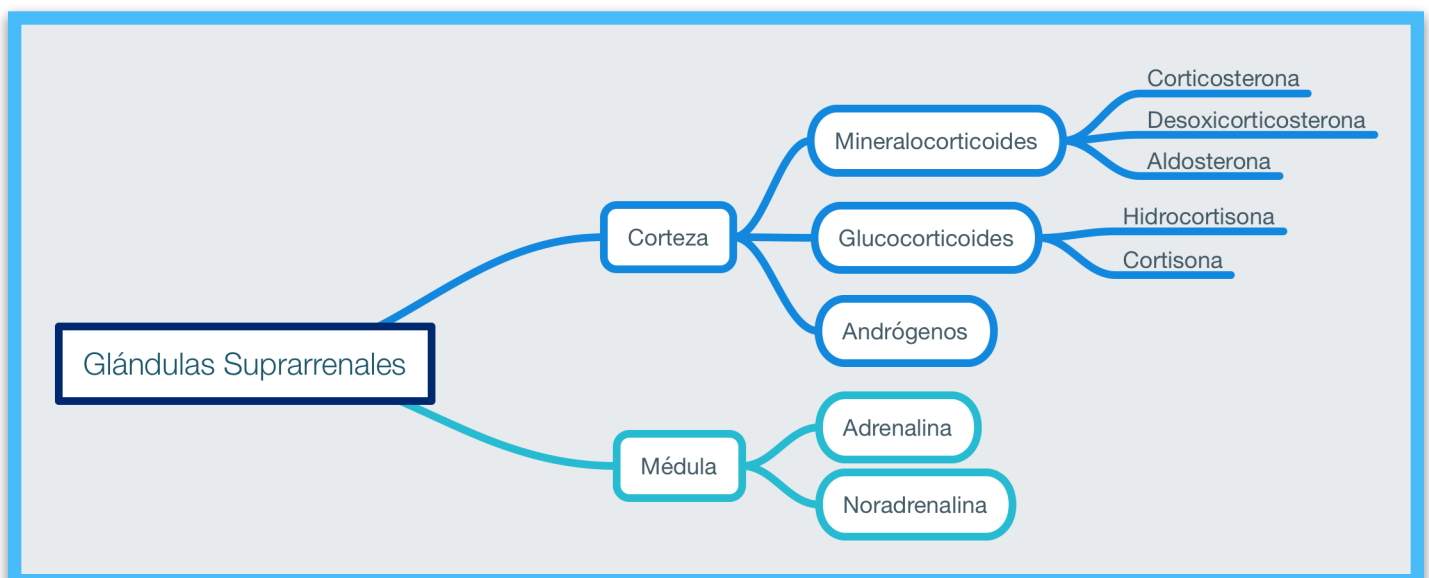 Glándulas Suprarrenales
Corteza
Mineralocorticoides
Corticosterona
Desoxicorticosterona
Aldosterona
Glucocorticoides
Hidrocortisona
Cortisona
Andrógenos
Médula
Adrenalina
Noradrenalina